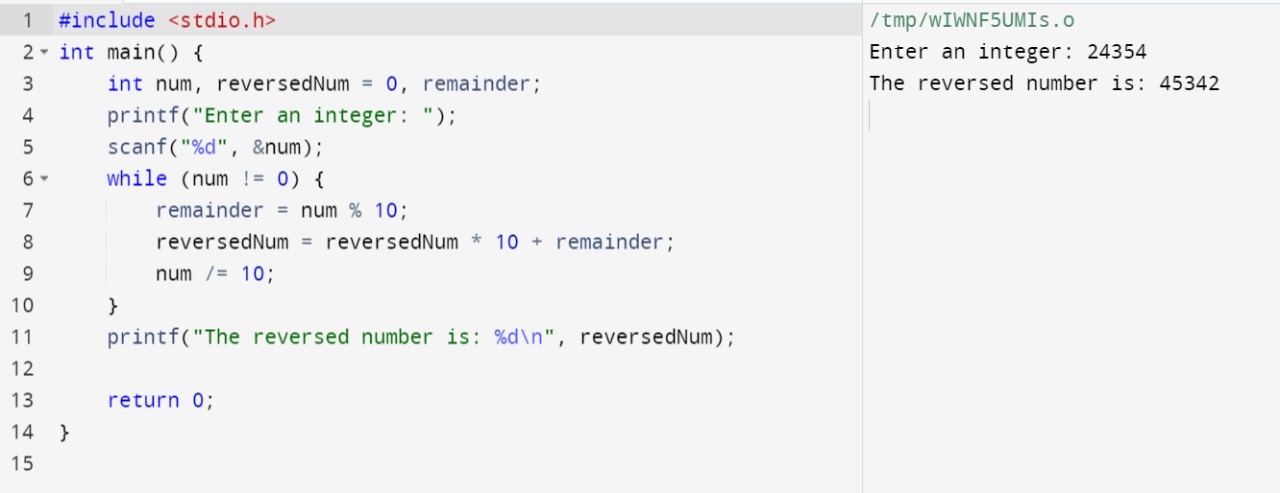 1 #include <stdio.h>
2 int main() {
3     int num, reversedNum = 0, remainder;
4     printf("Enter an integer: ");
5     scanf("%d", &num);
6     while (num != 0) {
7         remainder = num % 10;
8         reversedNum = reversedNum * 10 + remainder;
9         num /= 10;
10     }
11     printf("The reversed number is: %d\n", reversedNum);
12
13     return 0;
14 }
15
/tmp/wIWNF5UMIs.o
Enter an integer: 24354
The reversed number is: 45342